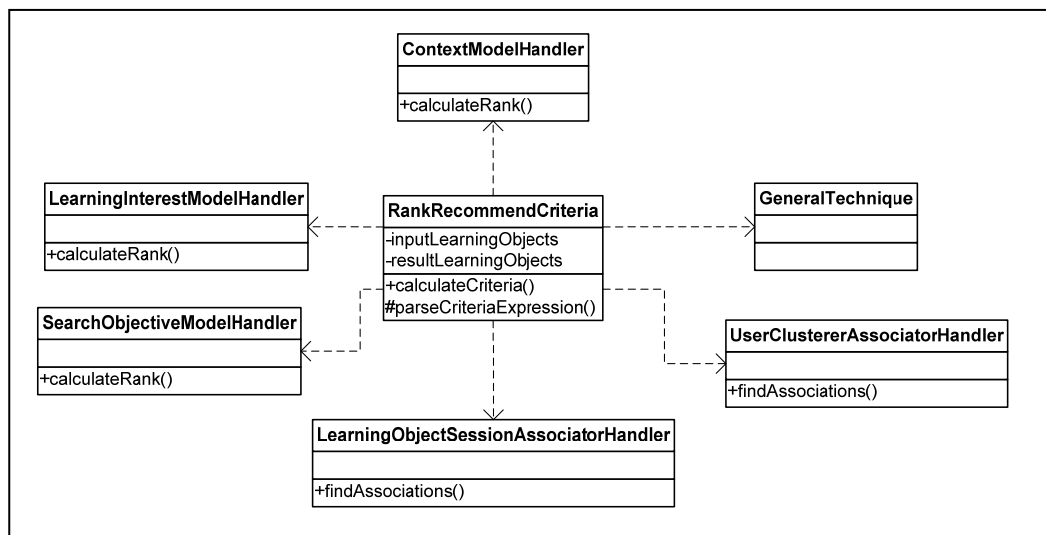 ContextModelHandler
+calculateRank()
LearningInterestModelHandler
+calculateRank()
RankRecommendCriteria
-inputLearningObjects
-resultLearningObjects
+calculateCriteria()
#parseCriteriaExpression()
GeneralTechnique
SearchObjectiveModelHandler
+calculateRank()
UserClustererAssociatorHandler
+findAssociations()
LearningObjectSessionAssociatorHandler
+findAssociations()